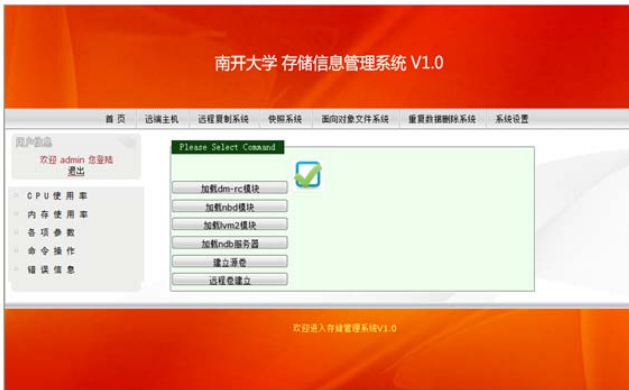 南开大学 存储信息管理系统 V1.0
首 页 远端主机 远程复制系统 快照系统 面向对象文件系统 重复数据删除系统 系统设置
用户信息
欢迎 admin 您登陆
退出
CPU使用率
内存使用率
各项参数
命令操作
错误信息
Please Select Command
加载dm-rc模块
加载nbd模块
加载lvm2模块
加载ndb服务器
建立源卷
远程卷建立
欢迎进入存储管理系统V1.0